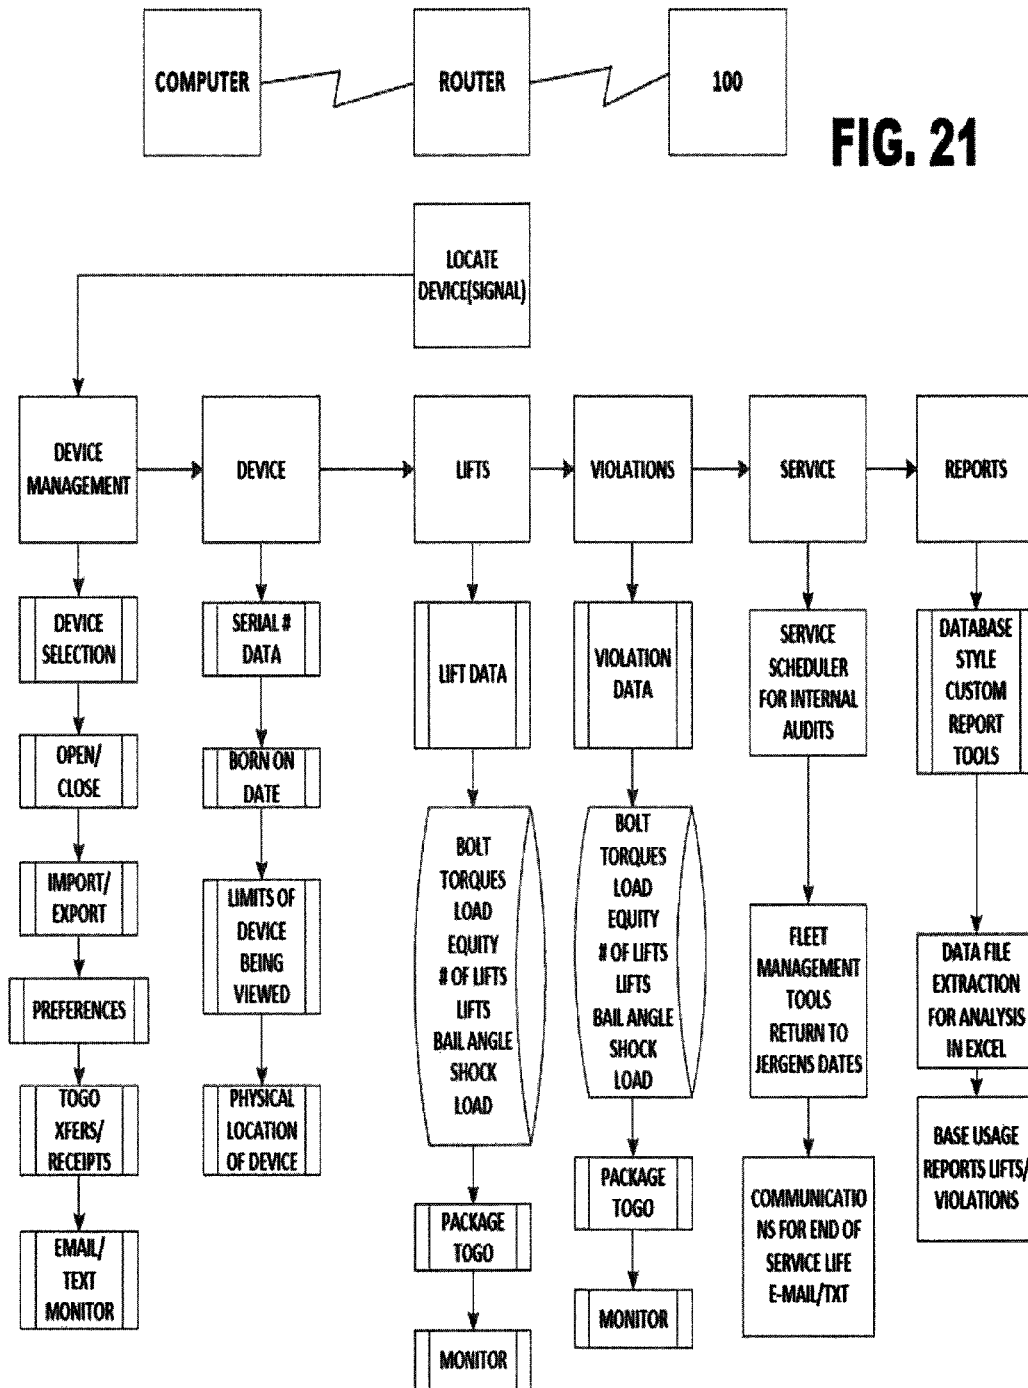 COMPUTER
ROUTER
100
FIG. 21
LOCATE
DEVICE(SIGNAL)
DEVICE
MANAGEMENT
DEVICE
LIFTS
VIOLATIONS
SERVICE
REPORTS
DEVICE
SELECTION
OPEN/
CLOSE
IMPORT/
EXPORT
PREFERENCES
TOGO
XFERS/
RECEIPTS
EMAIL/
TEXT
MONITOR
SERIAL #
DATA
BORN ON
DATE
LIMITS OF
DEVICE
BEING
VIEWED
PHYSICAL
LOCATION
OF DEVICE
LIFT DATA
BOLT
TORQUES
LOAD
EQUITY
# OF LIFTS
LIFTS
BAIL ANGLE
SHOCK
LOAD
PACKAGE
TOGO
MONITOR
VIOLATION
DATA
BOLT
TORQUES
LOAD
EQUITY
# OF LIFTS
LIFTS
BAIL ANGLE
SHOCK
LOAD
PACKAGE
TOGO
MONITOR
SERVICE
SCHEDULER
FOR INTERNAL
AUDITS
FLEET
MANAGEMENT
TOOLS
RETURN TO
JERGENS DATES
COMMUNICATIO
NS FOR END OF
SERVICE LIFE
E-MAIL/TXT
DATABASE
STYLE
CUSTOM
REPORT
TOOLS
DATA FILE
EXTRACTION
FOR ANALYSIS
IN EXCEL
BASE USAGE
REPORTS LIFTS/
VIOLATIONS